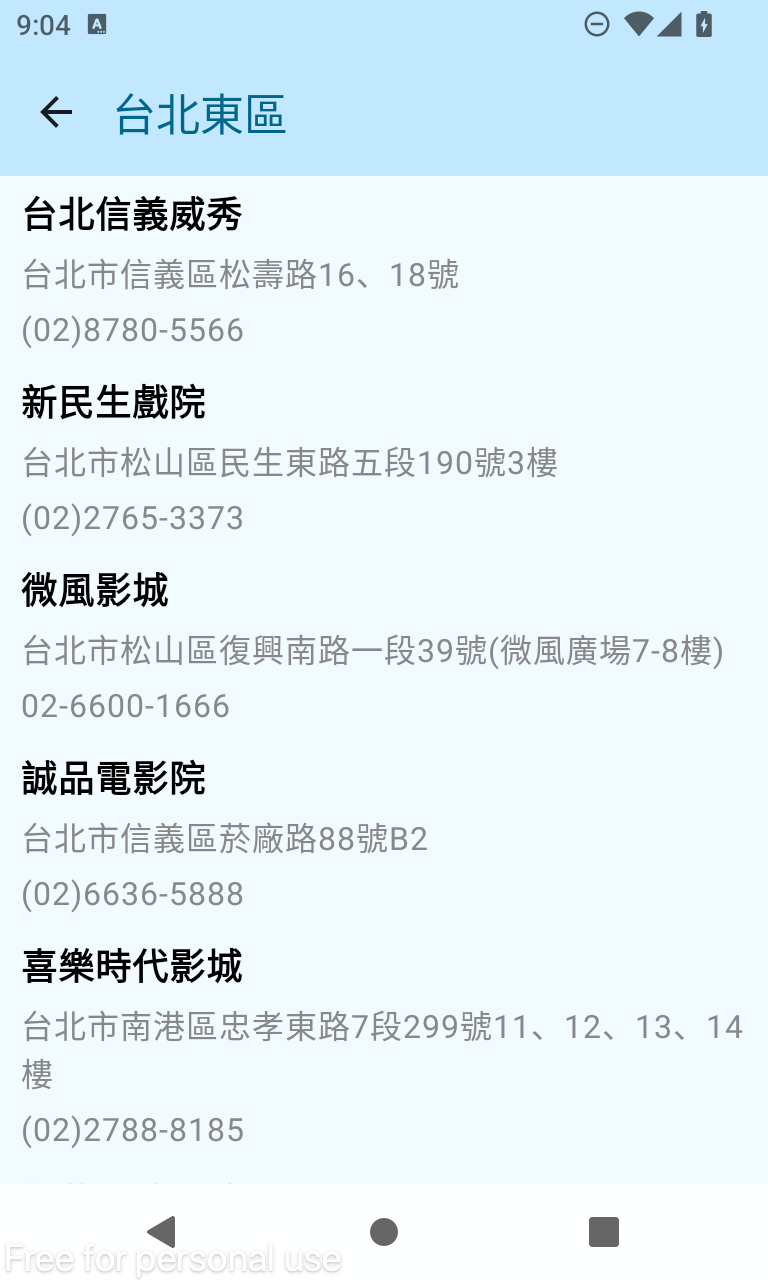 9:04
台北東區
台北信義威秀
台北市信義區松壽路16、18號
(02)8780-5566
新民生戲院
台北市松山區民生東路五段190號3樓
(02)2765-3373
微風影城
台北市松山區復興南路一段39號(微風廣場7-8樓)
02-6600-1666
誠品電影院
台北市信義區菸廠路88號B2
(02)6636-5888
喜樂時代影城
台北市南港區忠孝東路7段299號11、12、13、14
樓
(02)2788-8185
Free for personal use